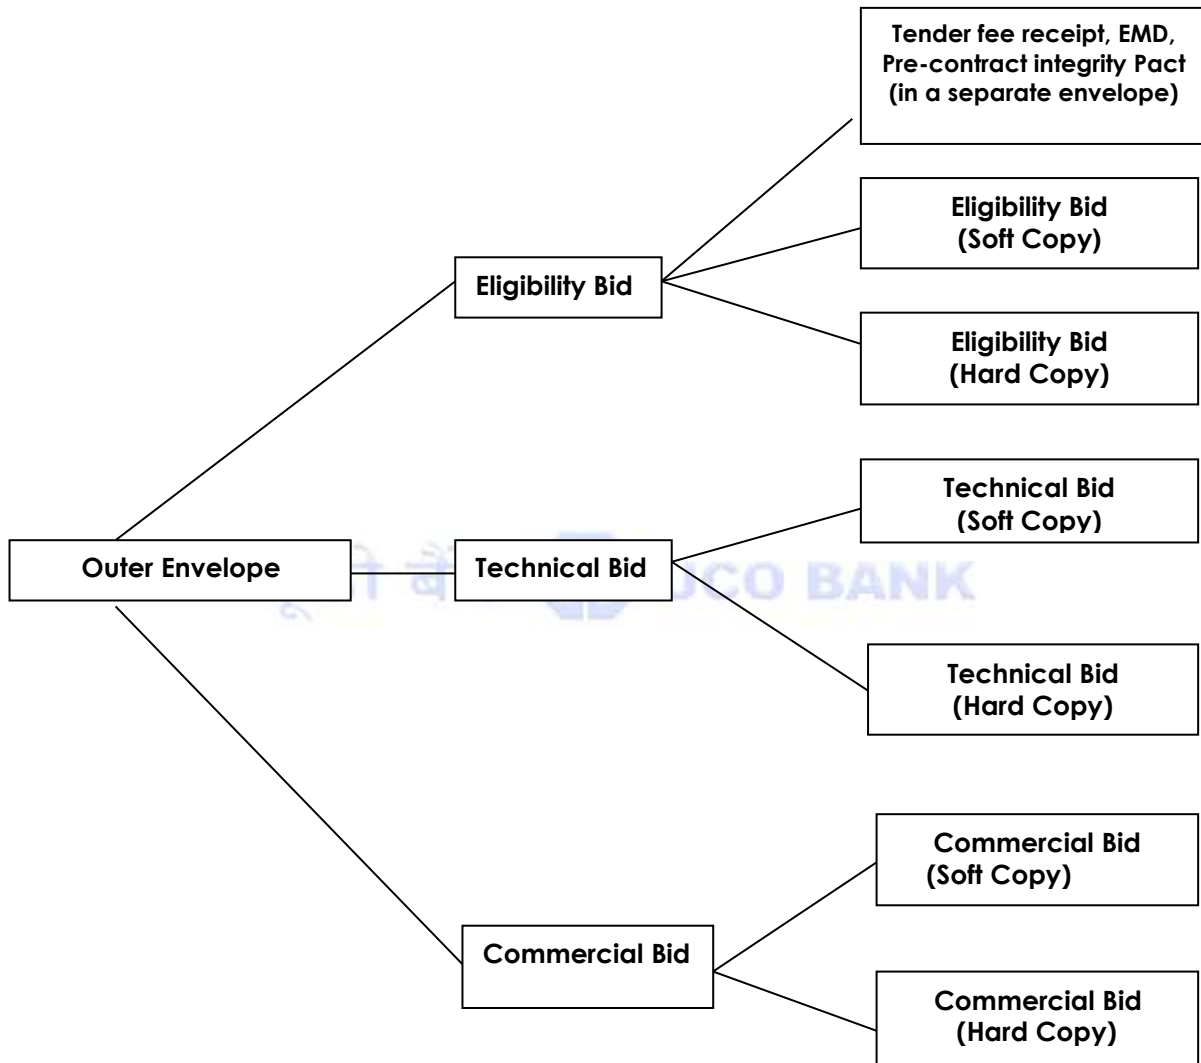 Tender fee receipt, EMD,
Pre-contract integrity Pact
(in a separate envelope)
Eligibility Bid
(Soft Copy)
Eligibility Bid
Eligibility Bid
(Hard Copy)
Technical Bid
(Soft Copy)
Outer Envelope
Technical Bid
UCO BANK
Technical Bid
(Hard Copy)
Commercial Bid
(Soft Copy)
Commercial Bid
Commercial Bid
(Hard Copy)